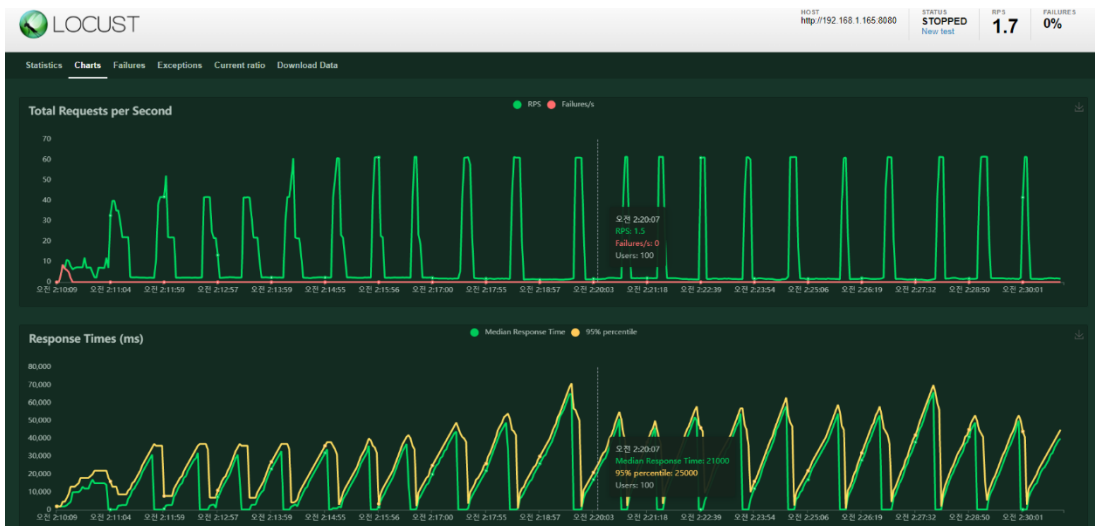 LOCUST
HOST
http://192.168.1.165:8080
STATUS
STOPPED
New test
RPS
1.7
FAILURES
0%
Statistics Charts Failures Exceptions Current ratio Download Data
Total Requests per Second
RPS Failures/s
70
60
50
40
30
20
10
0
오전 2:20:07
RPS: 1.5
Failures/s: 0
Users: 100
오전 2:10:09 오전 2:11:04 오전 2:11:59 오전 2:12:57 오전 2:13:59 오전 2:14:55 오전 2:15:56 오전 2:17:00 오전 2:17:55 오전 2:18:57 오전 2:20:03 오전 2:21:18 오전 2:22:39 오전 2:23:54 오전 2:25:06 오전 2:26:19 오전 2:27:32 오전 2:28:50 오전 2:30:01
Response Times (ms)
Median Response Time 95% percentile
80,000
70,000
60,000
50,000
40,000
30,000
20,000
10,000
0
오전 2:20:07
Median Response Time: 21000
95% percentile: 25000
Users: 100
오전 2:10:09 오전 2:11:04 오전 2:11:59 오전 2:12:57 오전 2:13:59 오전 2:14:55 오전 2:15:56 오전 2:17:00 오전 2:17:55 오전 2:18:57 오전 2:20:03 오전 2:21:18 오전 2:22:39 오전 2:23:54 오전 2:25:06 오전 2:26:19 오전 2:27:32 오전 2:28:50 오전 2:30:01